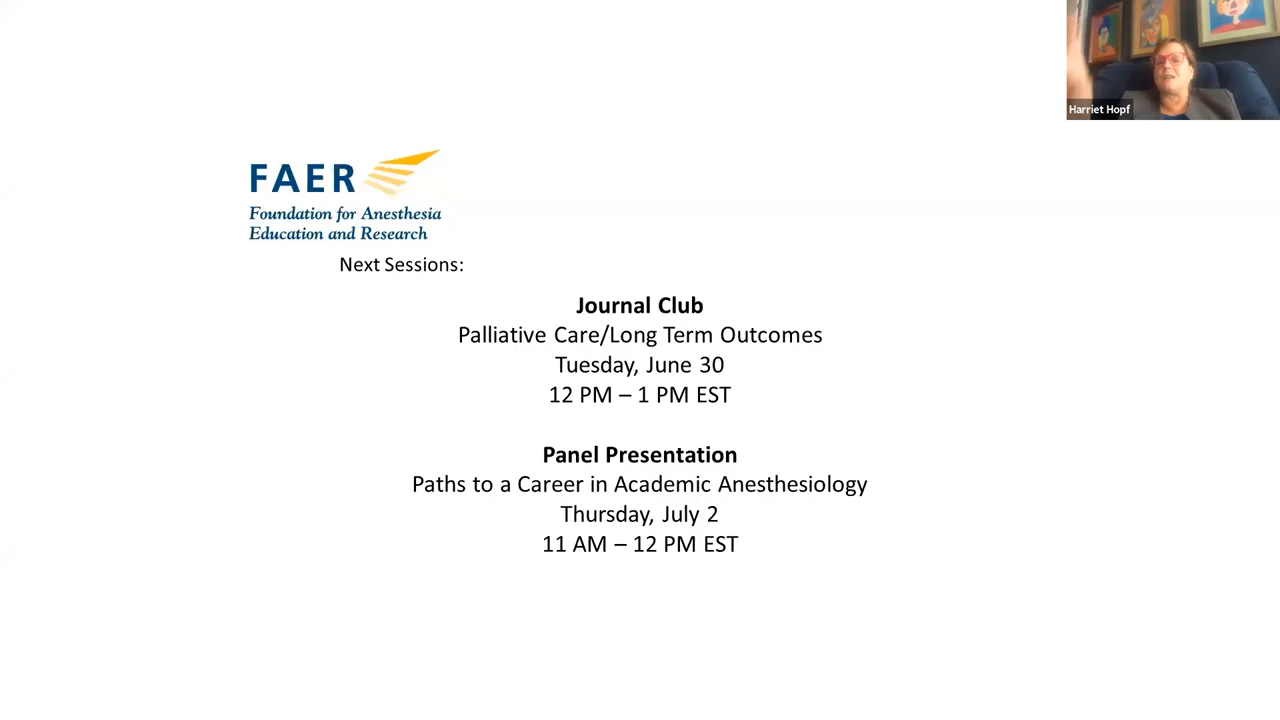 Harriet Hopf
FAER
Foundation for Anesthesia
Education and Research
Next Sessions:
Journal Club
Palliative Care/Long Term Outcomes
Tuesday, June 30
12 PM – 1 PM EST
Panel Presentation
Paths to a Career in Academic Anesthesiology
Thursday, July 2
11 AM – 12 PM EST